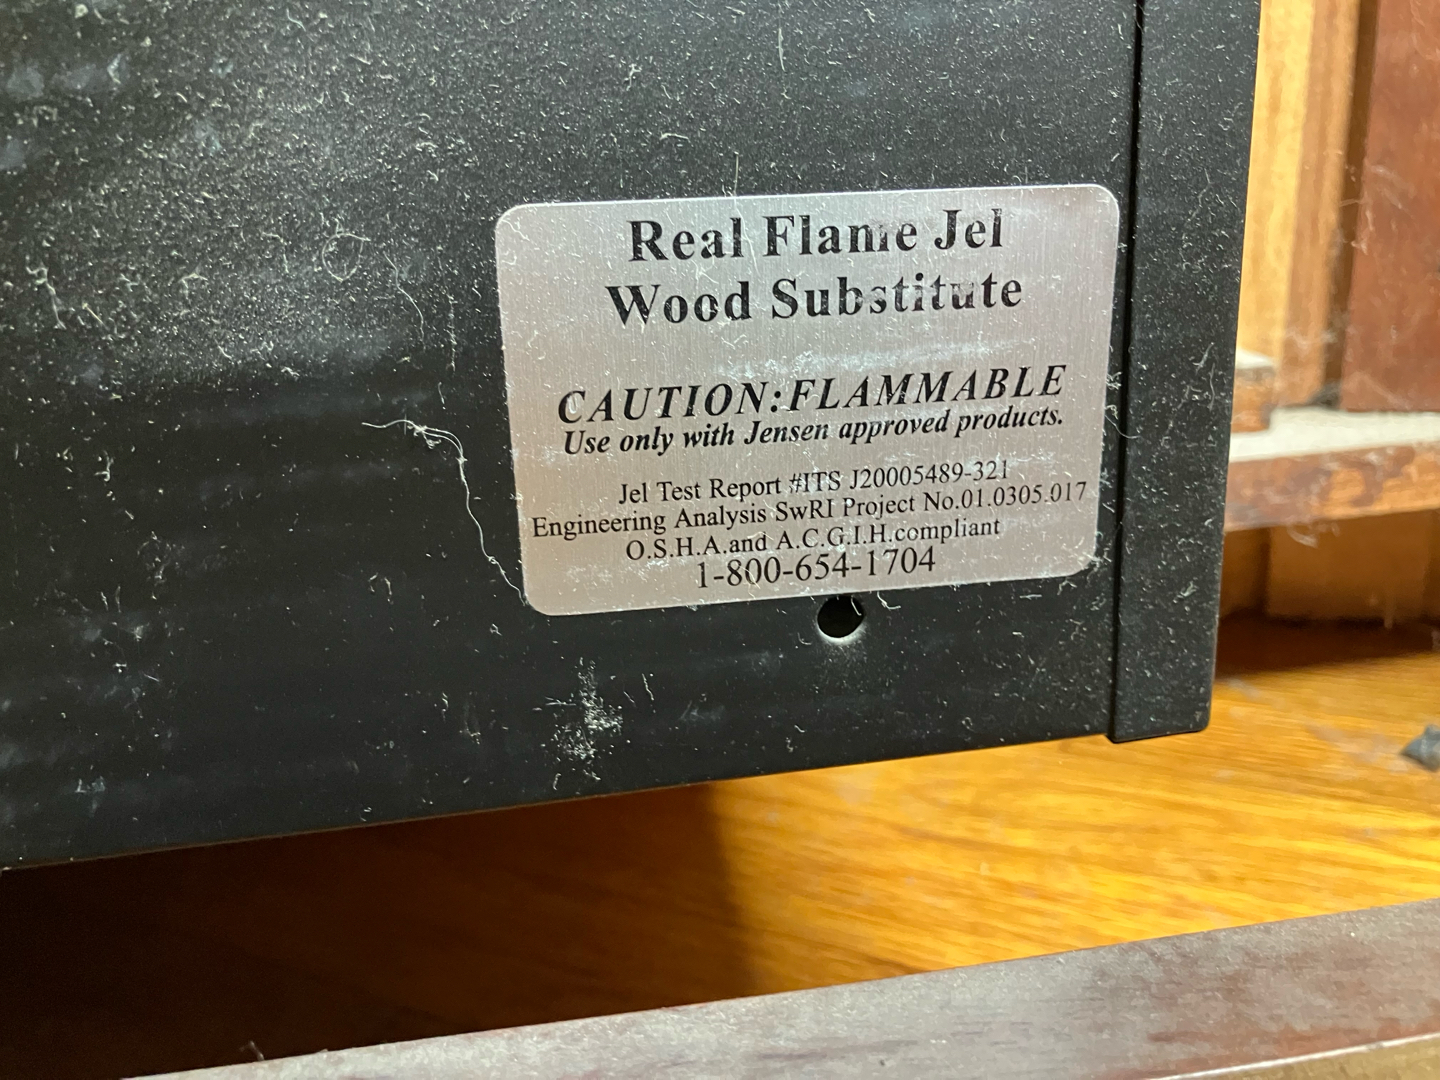 Real Flame Jel
Wood Substitute
CAUTION:FLAMMABLE
Use only with Jensen approved products.
Jel Test Report #ITS J20005489-321
Engineering Analysis SwRI Project No.01.0305.017
O.S.H.A.and A.C.G.I.H.compliant
1-800-654-1704